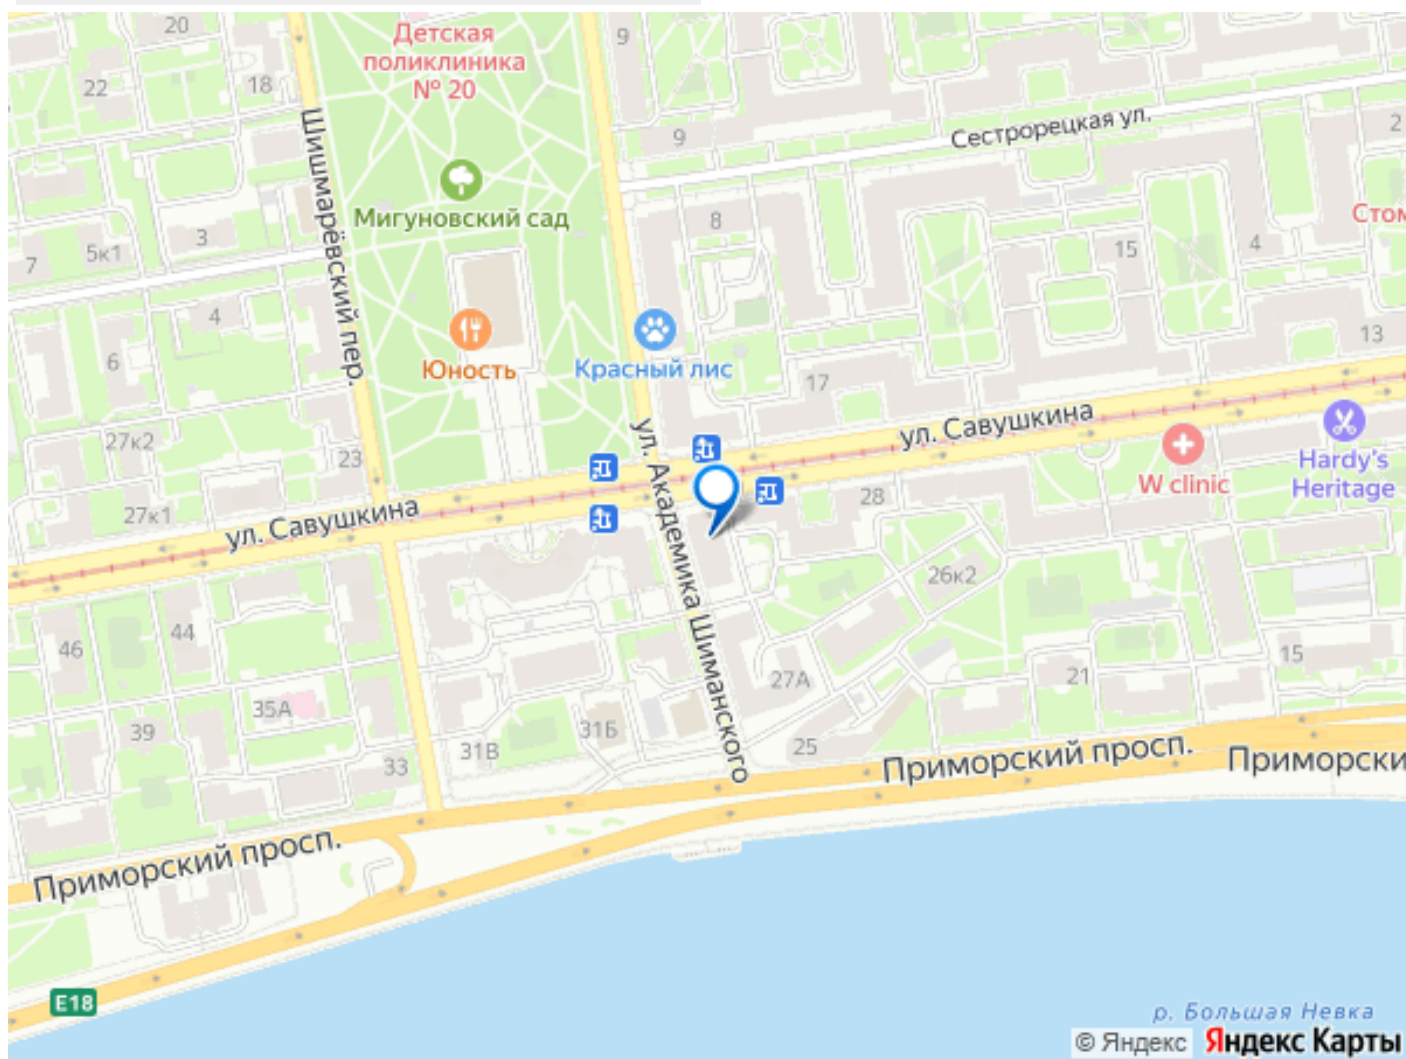 20
Детская
поликлиника
№ 20
9
22
18
Шишмарёвский пер.
9
Сестрорецкая ул.
2
Мигуновский сад
8
Стом
3
5к1
7
15
4
4
6
Юность
Красный лис
17
13
27к2
23
ул. Савушкина
W clinic
Hardy's
Heritage
27к1
ул. Савушкина
ул. Академика Шиманского
28
26к2
46
44
27А
21
15
35А
39
31Б
31В
25
33
Приморский просп.
Приморски
Приморский просп.
E18
р. Большая Невка
© Яндекс Яндекс Карты